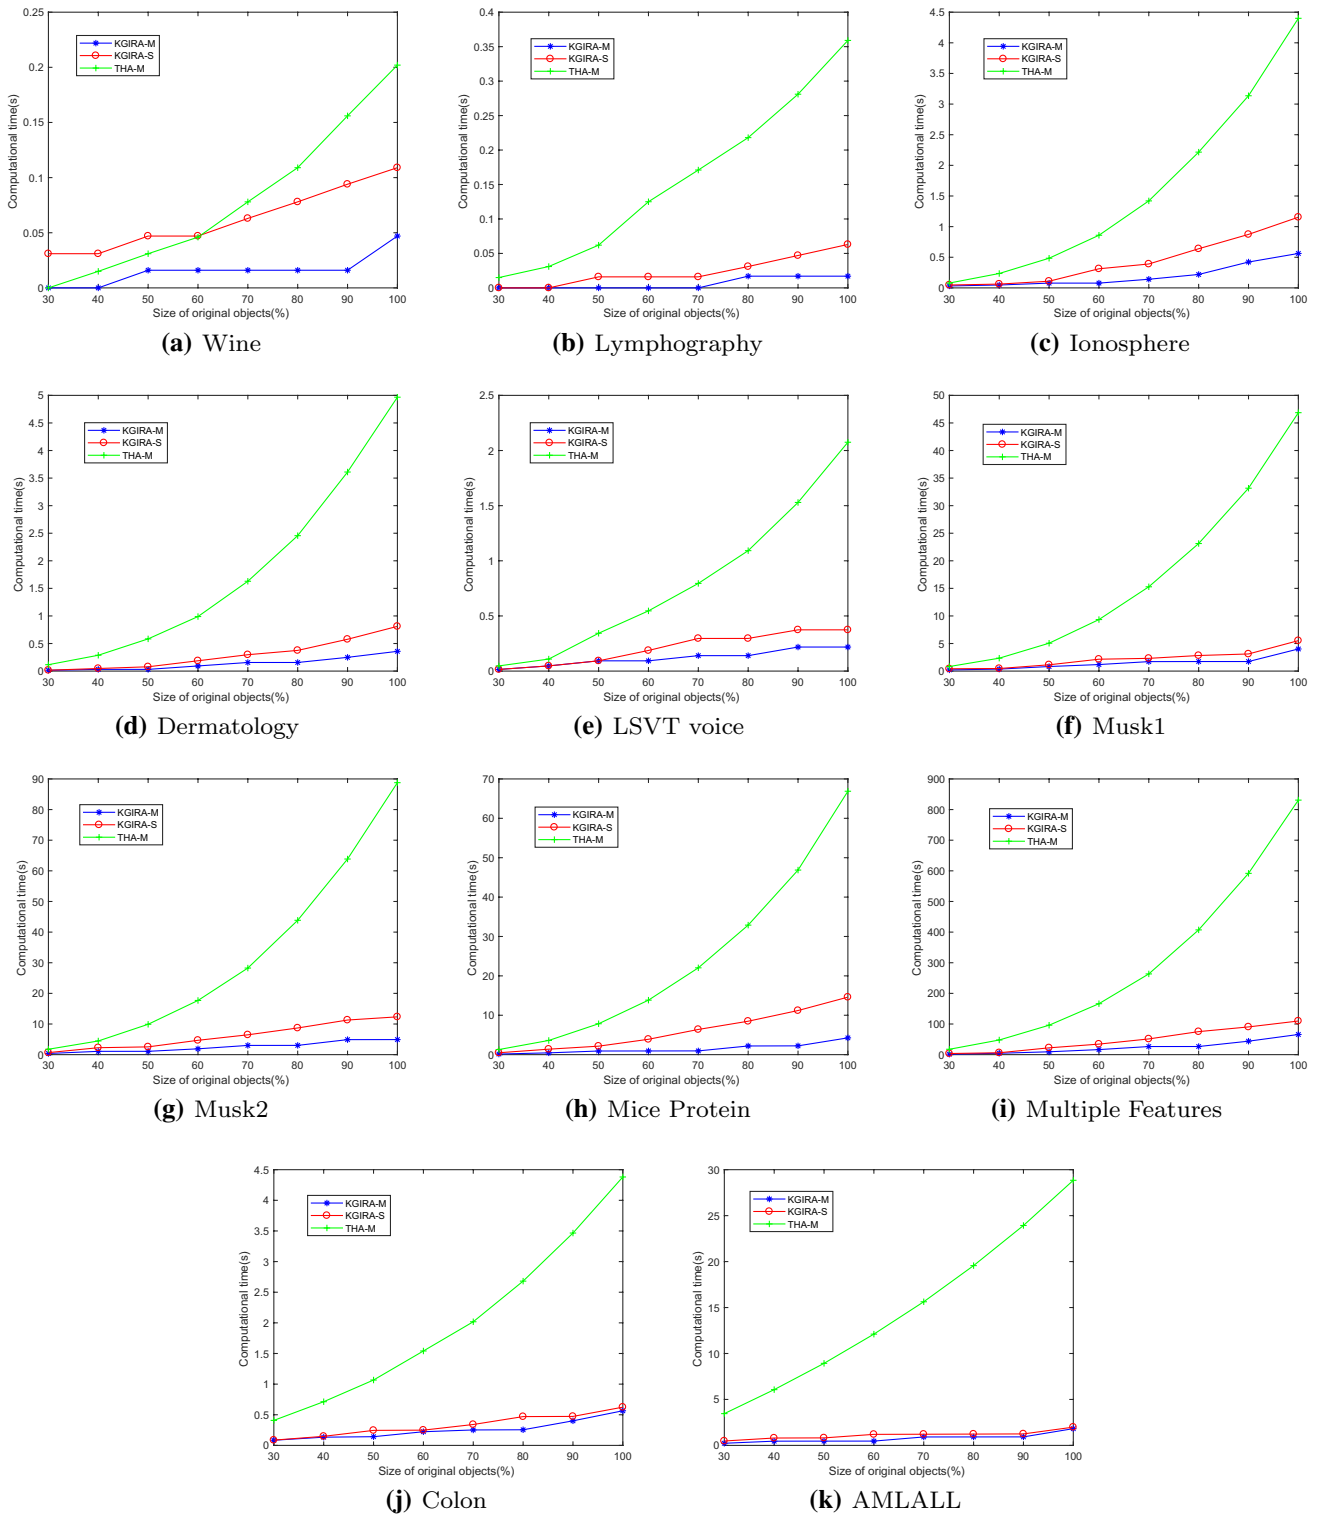 0.25
0.2
0.15
0.1
0.05
0
Computational time(s)
KGIRA-M
KGIRA-S
THA-M
30 40 50 60 70 80 90 100
Size of original objects(%)
(a) Wine
0.4
0.35
0.3
0.25
0.2
0.15
0.1
0.05
0
Computational time(s)
KGIRA-M
KGIRA-S
THA-M
30 40 50 60 70 80 90 100
Size of original objects(%)
(b) Lymphography
4.5
4
3.5
3
2.5
2
1.5
1
0.5
0
Computational time(s)
KGIRA-M
KGIRA-S
THA-M
30 40 50 60 70 80 90 100
Size of original objects(%)
(c) Ionosphere
5
4.5
4
3.5
3
2.5
2
1.5
1
0.5
0
Computational time(s)
KGIRA-M
KGIRA-S
THA-M
30 40 50 60 70 80 90 100
Size of original objects(%)
(d) Dermatology
2.5
2
1.5
1
0.5
0
Computational time(s)
KGIRA-M
KGIRA-S
THA-M
30 40 50 60 70 80 90 100
Size of original objects(%)
(e) LSVT voice
50
45
40
35
30
25
20
15
10
5
0
Computational time(s)
KGIRA-M
KGIRA-S
THA-M
30 40 50 60 70 80 90 100
Size of original objects(%)
(f) Musk1
90
80
70
60
50
40
30
20
10
0
Computational time(s)
KGIRA-M
KGIRA-S
THA-M
30 40 50 60 70 80 90 100
Size of original objects(%)
(g) Musk2
70
60
50
40
30
20
10
0
Computational time(s)
KGIRA-M
KGIRA-S
THA-M
30 40 50 60 70 80 90 100
Size of original objects(%)
(h) Mice Protein
900
800
700
600
500
400
300
200
100
0
Computational time(s)
KGIRA-M
KGIRA-S
THA-M
30 40 50 60 70 80 90 100
Size of original objects(%)
(i) Multiple Features
4.5
4
3.5
3
2.5
2
1.5
1
0.5
0
Computational time(s)
KGIRA-M
KGIRA-S
THA-M
30 40 50 60 70 80 90 100
Size of original objects(%)
(j) Colon
30
25
20
15
10
5
0
Computational time(s)
KGIRA-M
KGIRA-S
THA-M
30 40 50 60 70 80 90 100
Size of original objects(%)
(k) AMLALL